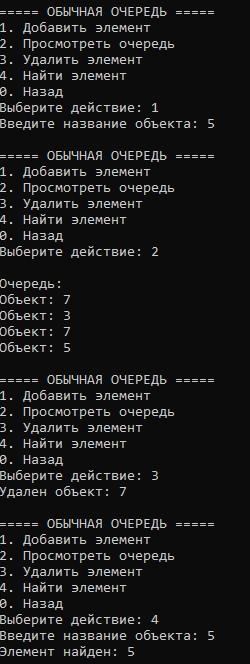 ===== ОБЫЧНАЯ ОЧЕРЕДЬ =====
1. Добавить элемент
2. Просмотреть очередь
3. Удалить элемент
4. Найти элемент
0. Назад
Выберите действие: 1
Введите название объекта: 5

===== ОБЫЧНАЯ ОЧЕРЕДЬ =====
1. Добавить элемент
2. Просмотреть очередь
3. Удалить элемент
4. Найти элемент
0. Назад
Выберите действие: 2

Очередь:
Объект: 7
Объект: 3
Объект: 7
Объект: 5

===== ОБЫЧНАЯ ОЧЕРЕДЬ =====
1. Добавить элемент
2. Просмотреть очередь
3. Удалить элемент
4. Найти элемент
0. Назад
Выберите действие: 3
Удален объект: 7

===== ОБЫЧНАЯ ОЧЕРЕДЬ =====
1. Добавить элемент
2. Просмотреть очередь
3. Удалить элемент
4. Найти элемент
0. Назад
Выберите действие: 4
Введите название объекта: 5
Элемент найден: 5